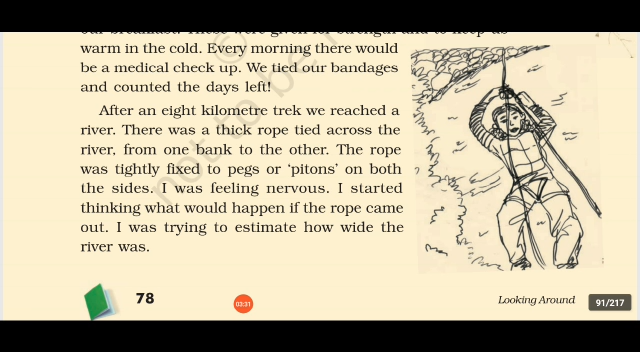 warm in the cold. Every morning there would
be a medical check up. We tied our bandages
and counted the days left!
After an eight kilometre trek we reached a
river. There was a thick rope tied across the
river, from one bank to the other. The rope
was tightly fixed to pegs or ‘pitons’ on both
the sides. I was feeling nervous. I started
thinking what would happen if the rope came
out. I was trying to estimate how wide the
river was.
78
03:31
Looking Around
91/217
not to be